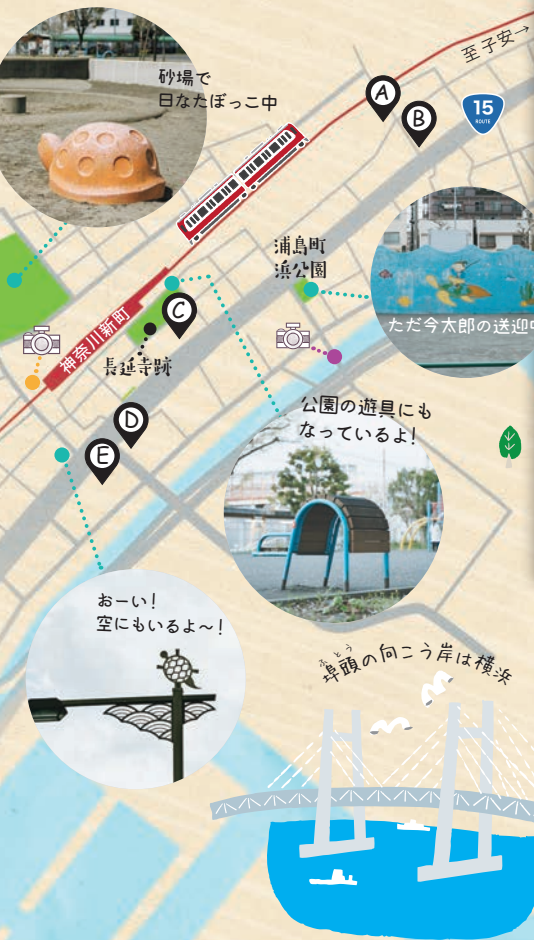 至子安→
砂場で
日なたぼっこ中
A
B
15
ROUTE
浦島町
浜公園
ただ今太郎の送迎中
C
神奈川新町
長延寺跡
公園の遊具にも
なっているよ!
D
E
おーい!
空にもいるよ〜!
ふとう
埠頭の向こう岸は横浜